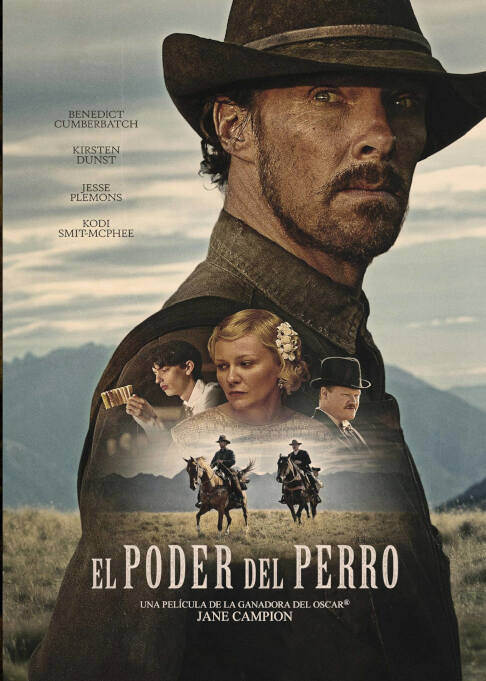 BENEDICT
CUMBERBATCH
KIRSTEN
DUNST
JESSE
PLEMONS
KODI
SMIT-MCPHEE
EL PODER DEL PERRO
UNA PELÍCULA DE LA GANADORA DEL OSCAR®
JANE CAMPION